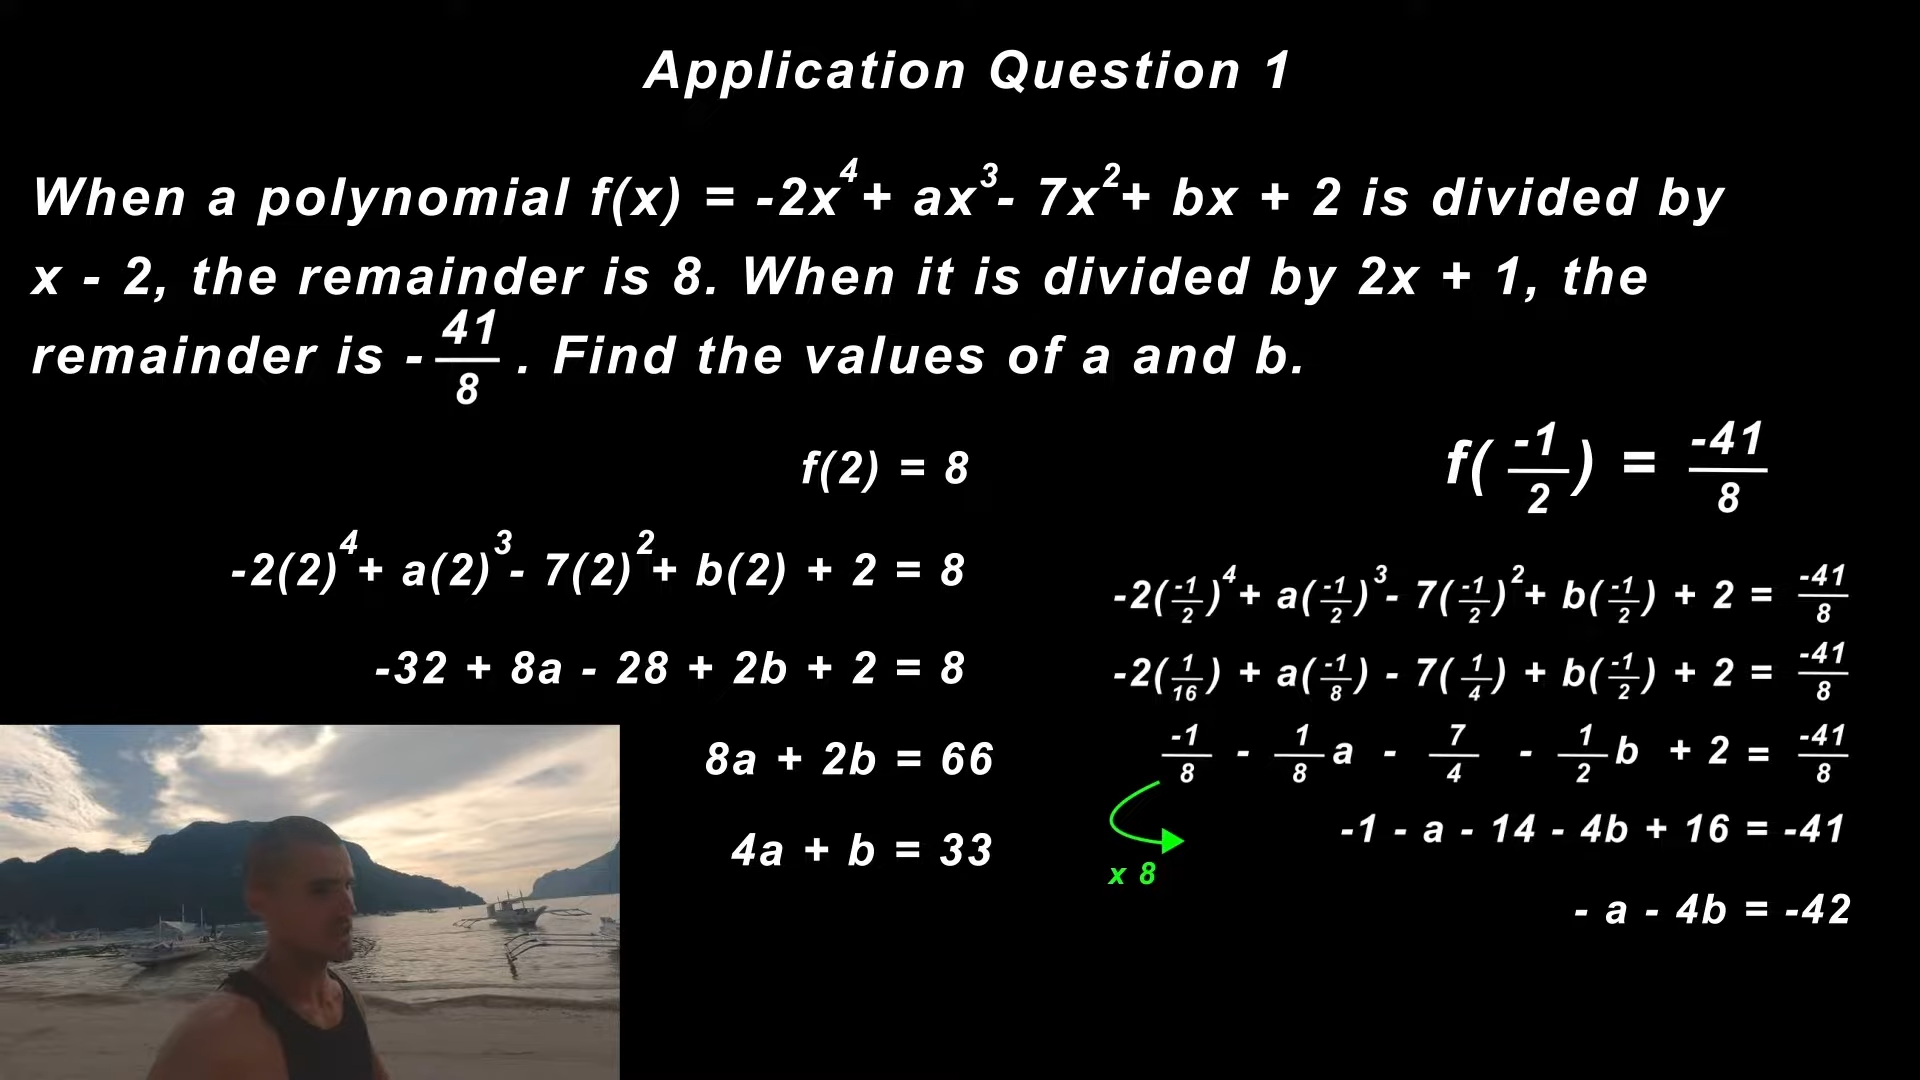 Application Question 1
When a polynomial f(x) = -2x⁴ + ax³ - 7x² + bx + 2 is divided by
x - 2, the remainder is 8. When it is divided by 2x + 1, the
remainder is -41/8. Find the values of a and b.
f(2) = 8
-2(2)⁴ + a(2)³ - 7(2)² + b(2) + 2 = 8
-32 + 8a - 28 + 2b + 2 = 8
8a + 2b = 66
4a + b = 33
f(-1/2) = -41/8
-2(-1/2)⁴ + a(-1/2)³ - 7(-1/2)² + b(-1/2) + 2 = -41/8
-2(1/16) + a(-1/8) - 7(1/4) + b(-1/2) + 2 = -41/8
-1/8 - 1/8 a - 7/4 - 1/2 b + 2 = -41/8
x 8
-1 - a - 14 - 4b + 16 = -41
- a - 4b = -42